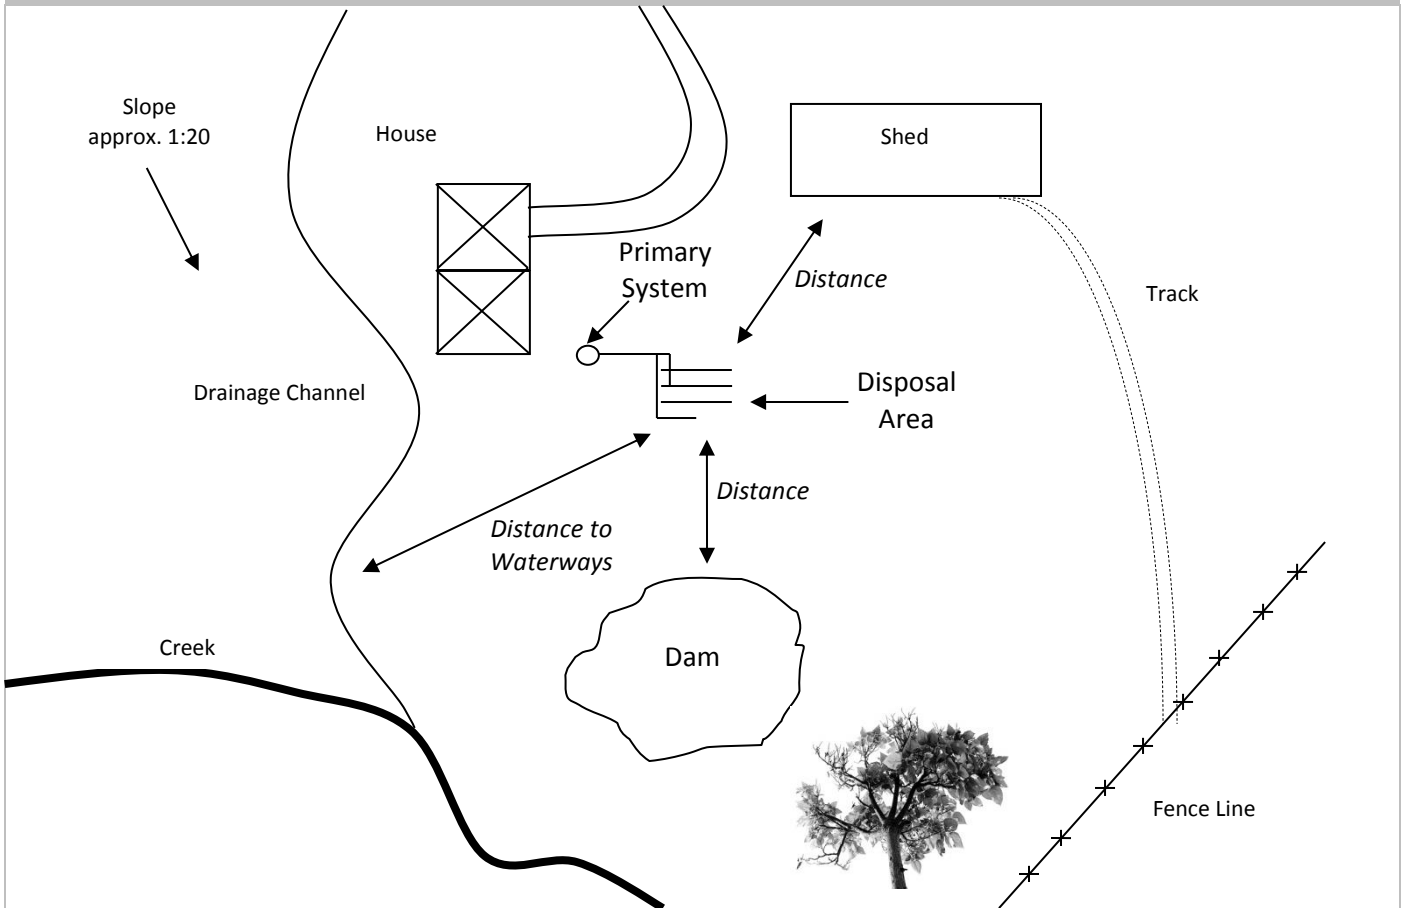 Slope
approx. 1:20
House
Shed
Primary
System
Distance
Track
Drainage Channel
Disposal
Area
Distance
Distance to
Waterways
Creek
Dam
Fence Line